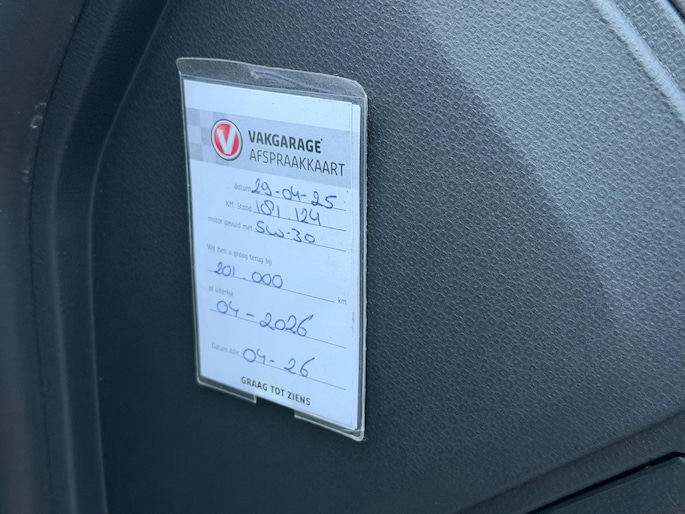 V VAKGARAGE
AFSPRAAKKAART
datum 29-04-25
KM. Stand 181.124
motor gevuld met 5W-30
Wij zien u graag terug bij
201.000 km
of uiterlijk
04-2026
Datum APK 04-26
GRAAG TOT ZIENS